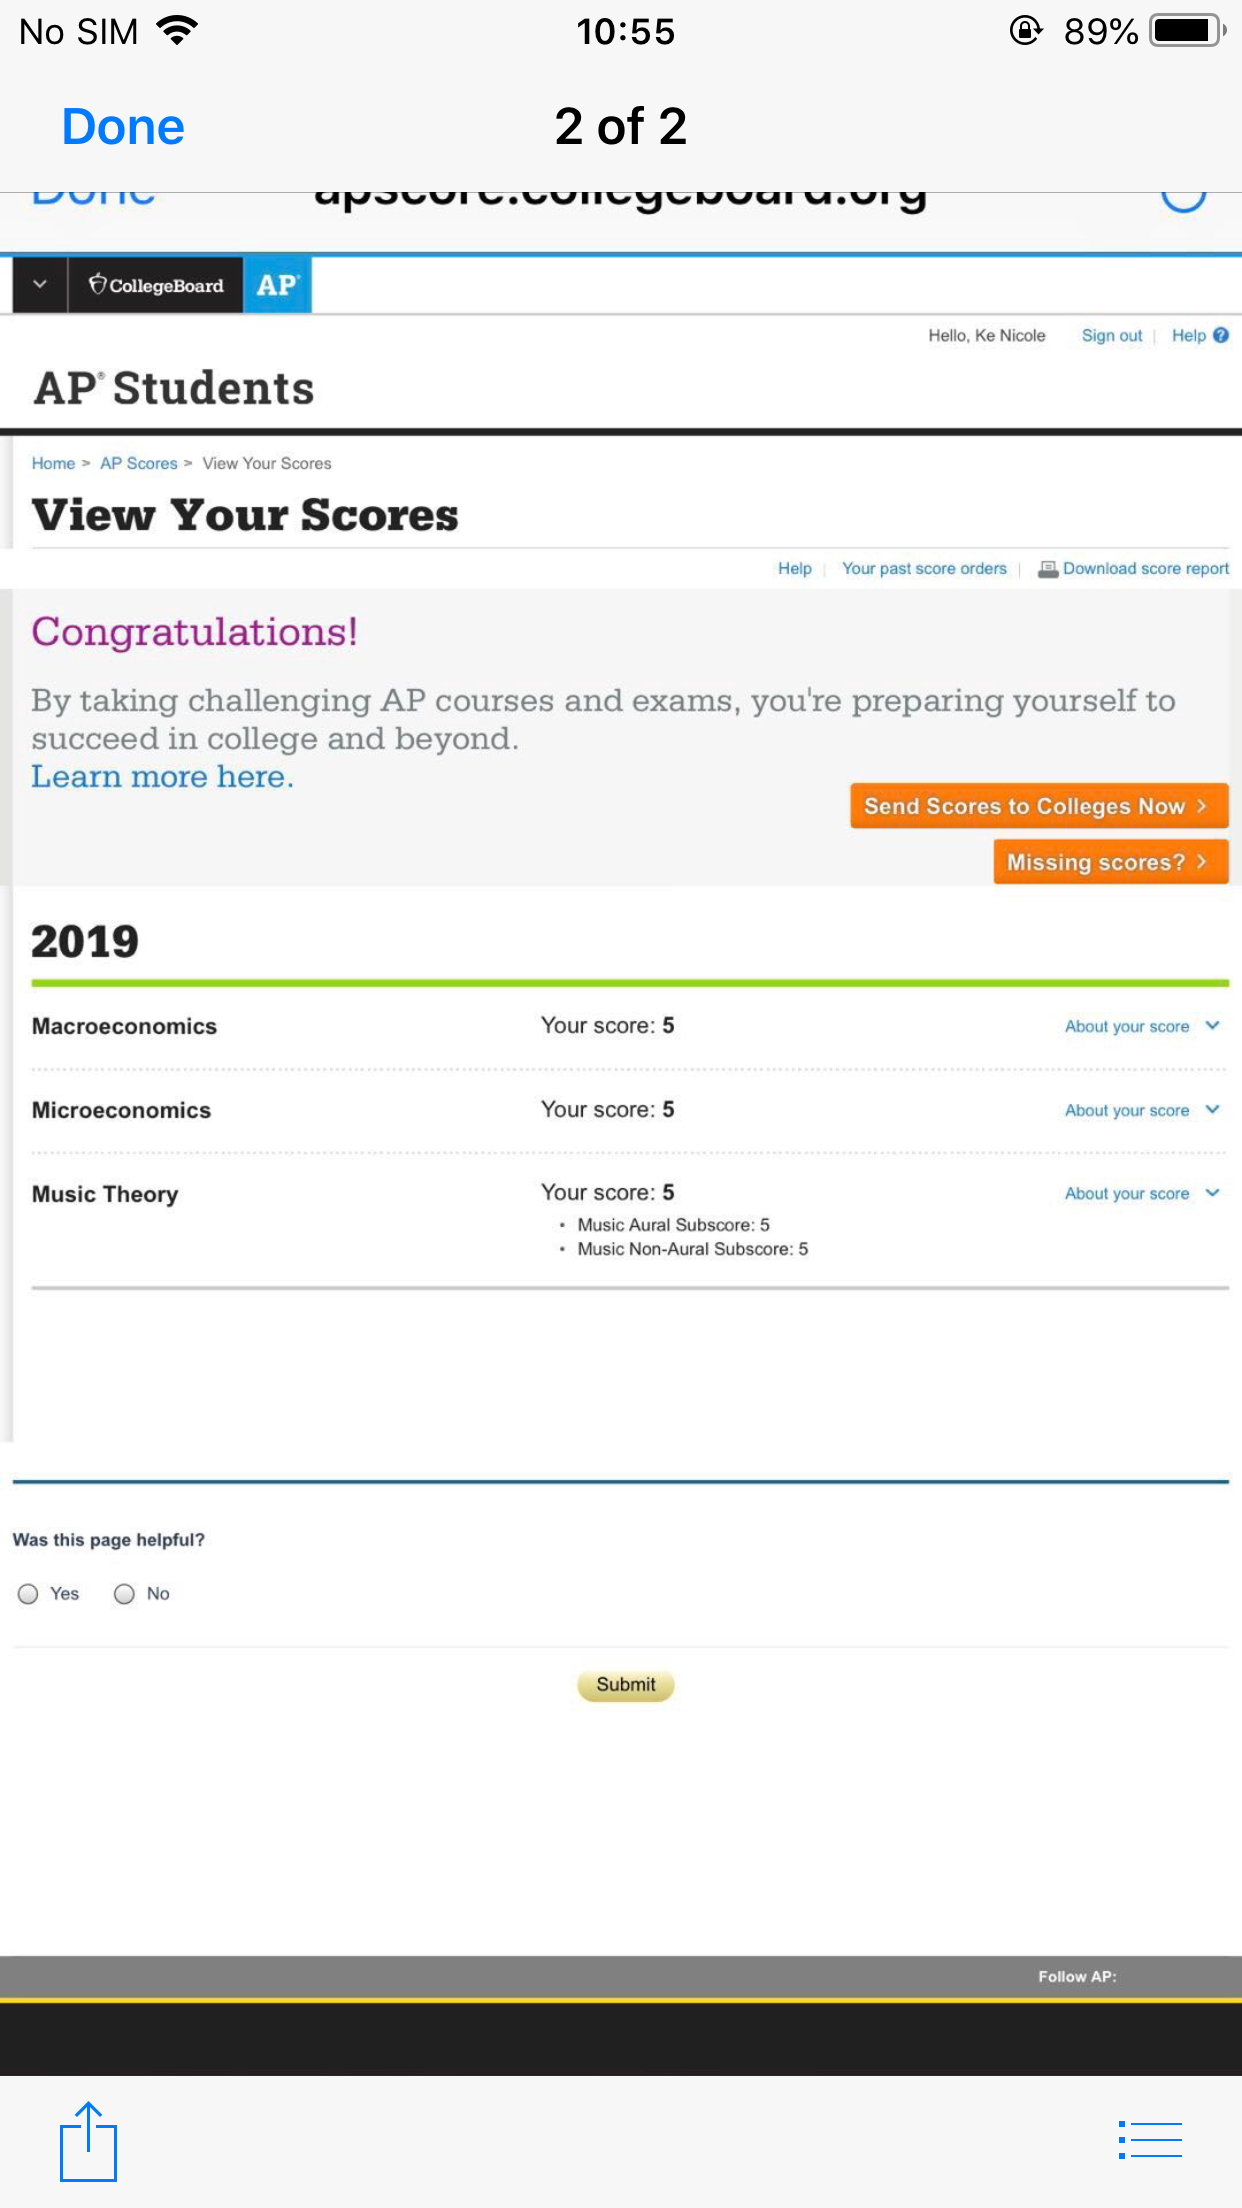 No SIM 10:55 89%
Done 2 of 2
Done apscore.collegeboard.org
CollegeBoard AP®
Hello, Ke Nicole Sign out | Help ?
AP® Students
Home > AP Scores > View Your Scores
View Your Scores
Help | Your past score orders | Download score report
Congratulations!
By taking challenging AP courses and exams, you're preparing yourself to
succeed in college and beyond.
Learn more here.
Send Scores to Colleges Now >
Missing scores? >
2019
Macroeconomics Your score: 5 About your score
Microeconomics Your score: 5 About your score
Music Theory Your score: 5 About your score
• Music Aural Subscore: 5
• Music Non-Aural Subscore: 5
Was this page helpful?
Yes No
Submit
Follow AP: